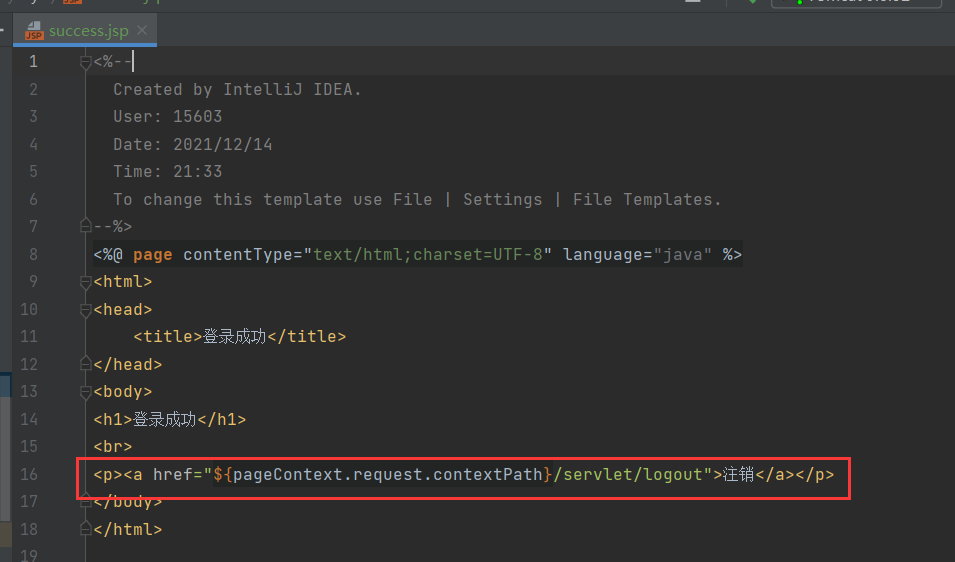 success.jsp
1 <%--
2 Created by IntelliJ IDEA.
3 User: 15603
4 Date: 2021/12/14
5 Time: 21:33
6 To change this template use File | Settings | File Templates.
7 --%>
8 <%@ page contentType="text/html;charset=UTF-8" language="java" %>
9 <html>
10 <head>
11 <title>登录成功</title>
12 </head>
13 <body>
14 <h1>登录成功</h1>
15 <br>
16 <p><a href="${pageContext.request.contextPath}/servlet/logout">注销</a></p>
17 </body>
18 </html>
19